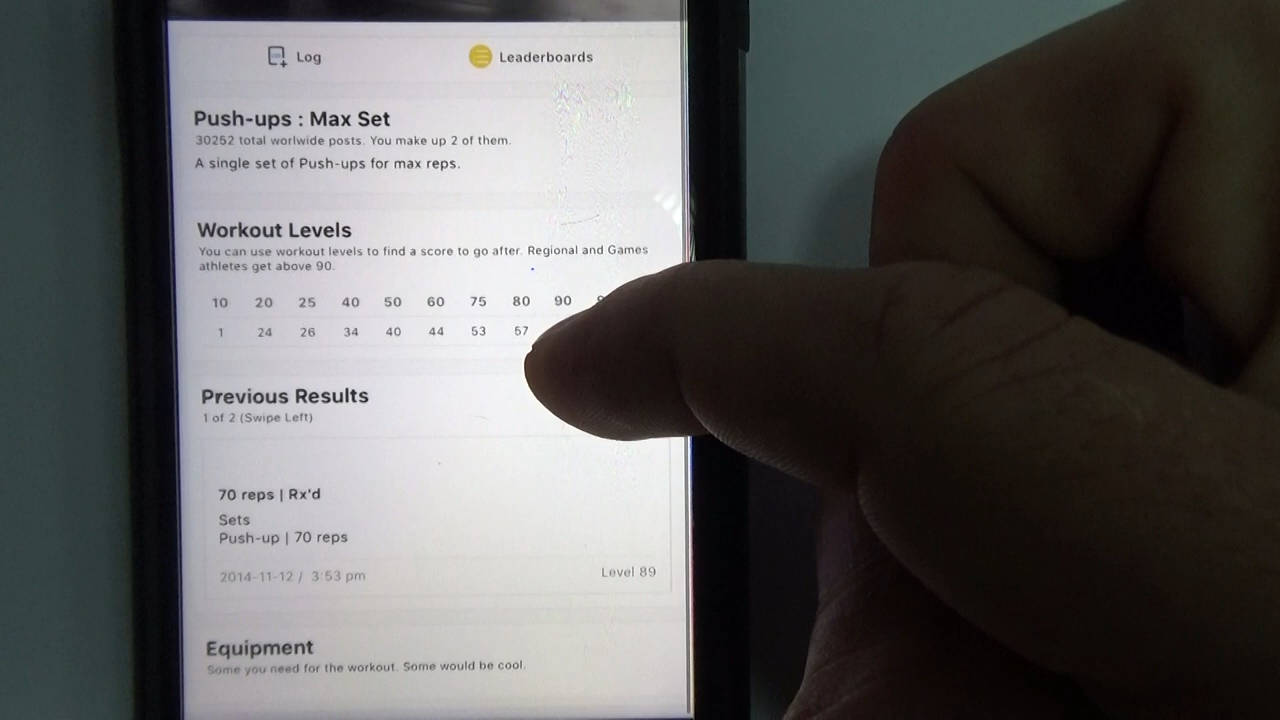 Log
Leaderboards
Push-ups : Max Set
30252 total worlwide posts. You make up 2 of them.
A single set of Push-ups for max reps.
Workout Levels
You can use workout levels to find a score to go after. Regional and Games
athletes get above 90.
10 20 25 40 50 60 75 80 90
1 24 26 34 40 44 53 57
Previous Results
1 of 2 (Swipe Left)
70 reps | Rx'd
Sets
Push-up | 70 reps
2014-11-12 / 3:53 pm
Level 89
Equipment
Some you need for the workout. Some would be cool.